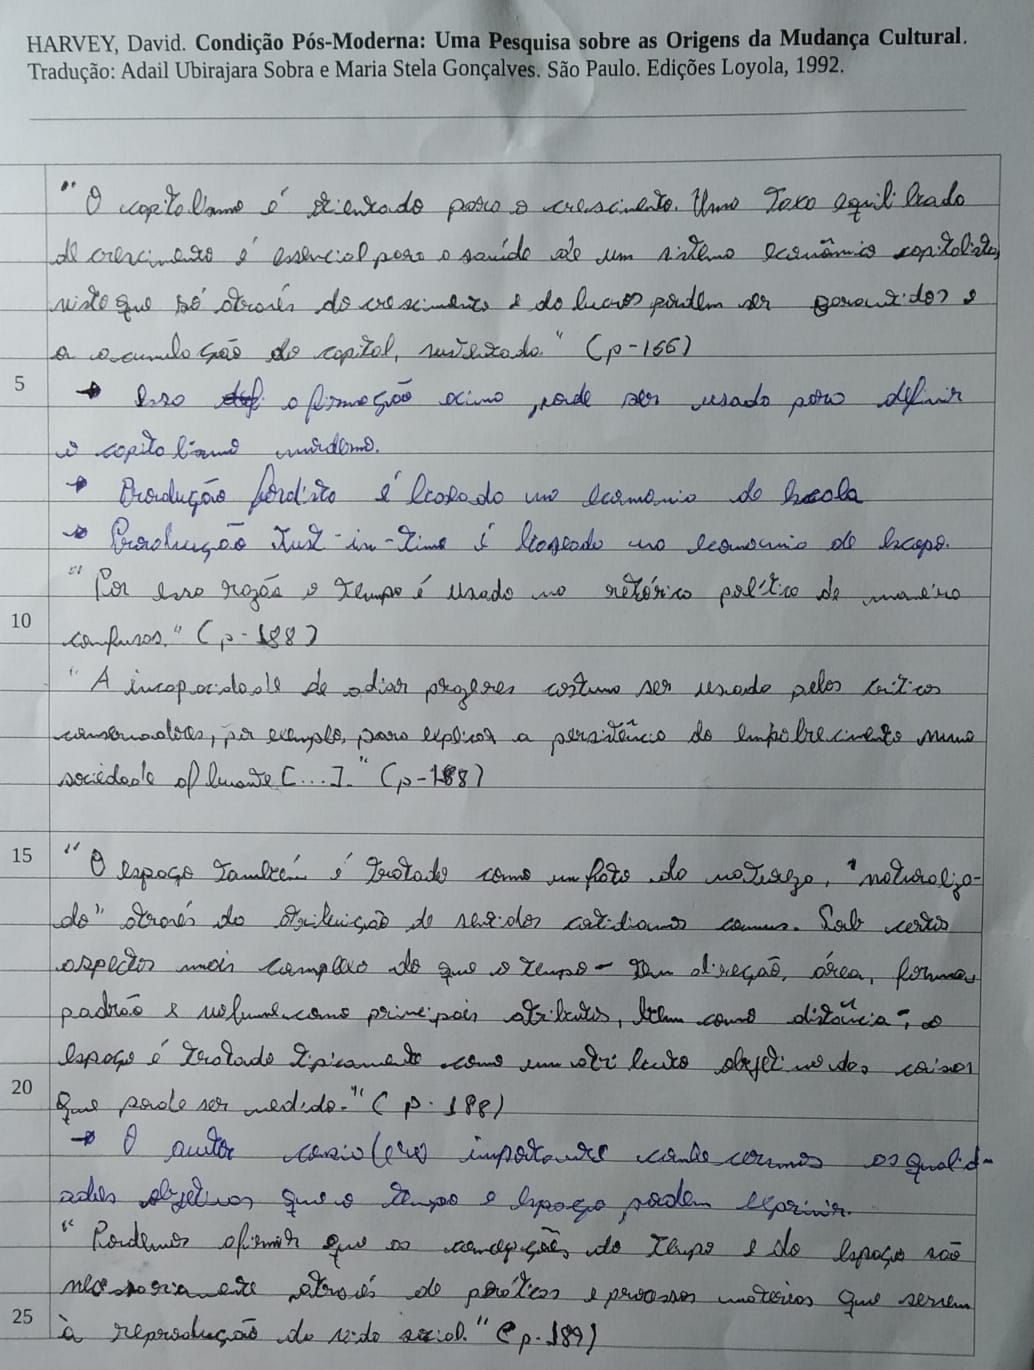 HARVEY, David. Condição Pós-Moderna: Uma Pesquisa sobre as Origens da Mudança Cultural.
Tradução: Adail Ubirajara Sobra e Maria Stela Gonçalves. São Paulo. Edições Loyola, 1992.
"O capitalismo é orientado para o crescimento. Uma taxa equilibrada
de crescimento é essencial para a saúde de um sistema econômico capitalista,
visto que só através do crescimento é do lucros podem ser garantidos e
a acumulação do capital, sustentado." (p-166)
5 → Isso a afirmação acima, pode ser usado para definir
o capitalismo moderno.
→ Produção fordista é baseado na economia de escala
→ Produção Just-in-Time é baseado na economia de escopo.
"Por essa razão o tempo é usado na retórica política de maneira
10 confusas." (p-188)
"A incapacidade de adiar prazeres costuma ser usado pelos críticos
conservadores, por exemplo, para explicar a persistência do empobrecimento numa
sociedade afluente [...]." (p-188)
15 "O espaço também é tratado como um fato da natureza, "naturaliza-
do" através da atribuição de sentidos cotidianos comuns. Sob certos
aspectos mais complexo do que o tempo - tem direção, área, forma,
padrão e volume como principais atributos, bem como distância; o
espaço é tratado tipicamente como um atributo objetivo das coisas
20 que pode ser medido." (p. 188)
→ O autor considera importante conhecermos as qualid-
ades objetivas que o tempo e espaço podem exprimir.
"Podemos afirmar que as concepções do tempo e do espaço são
necessariamente através de práticas e processos materiais que servem
25 à reprodução da vida social." (p. 189)